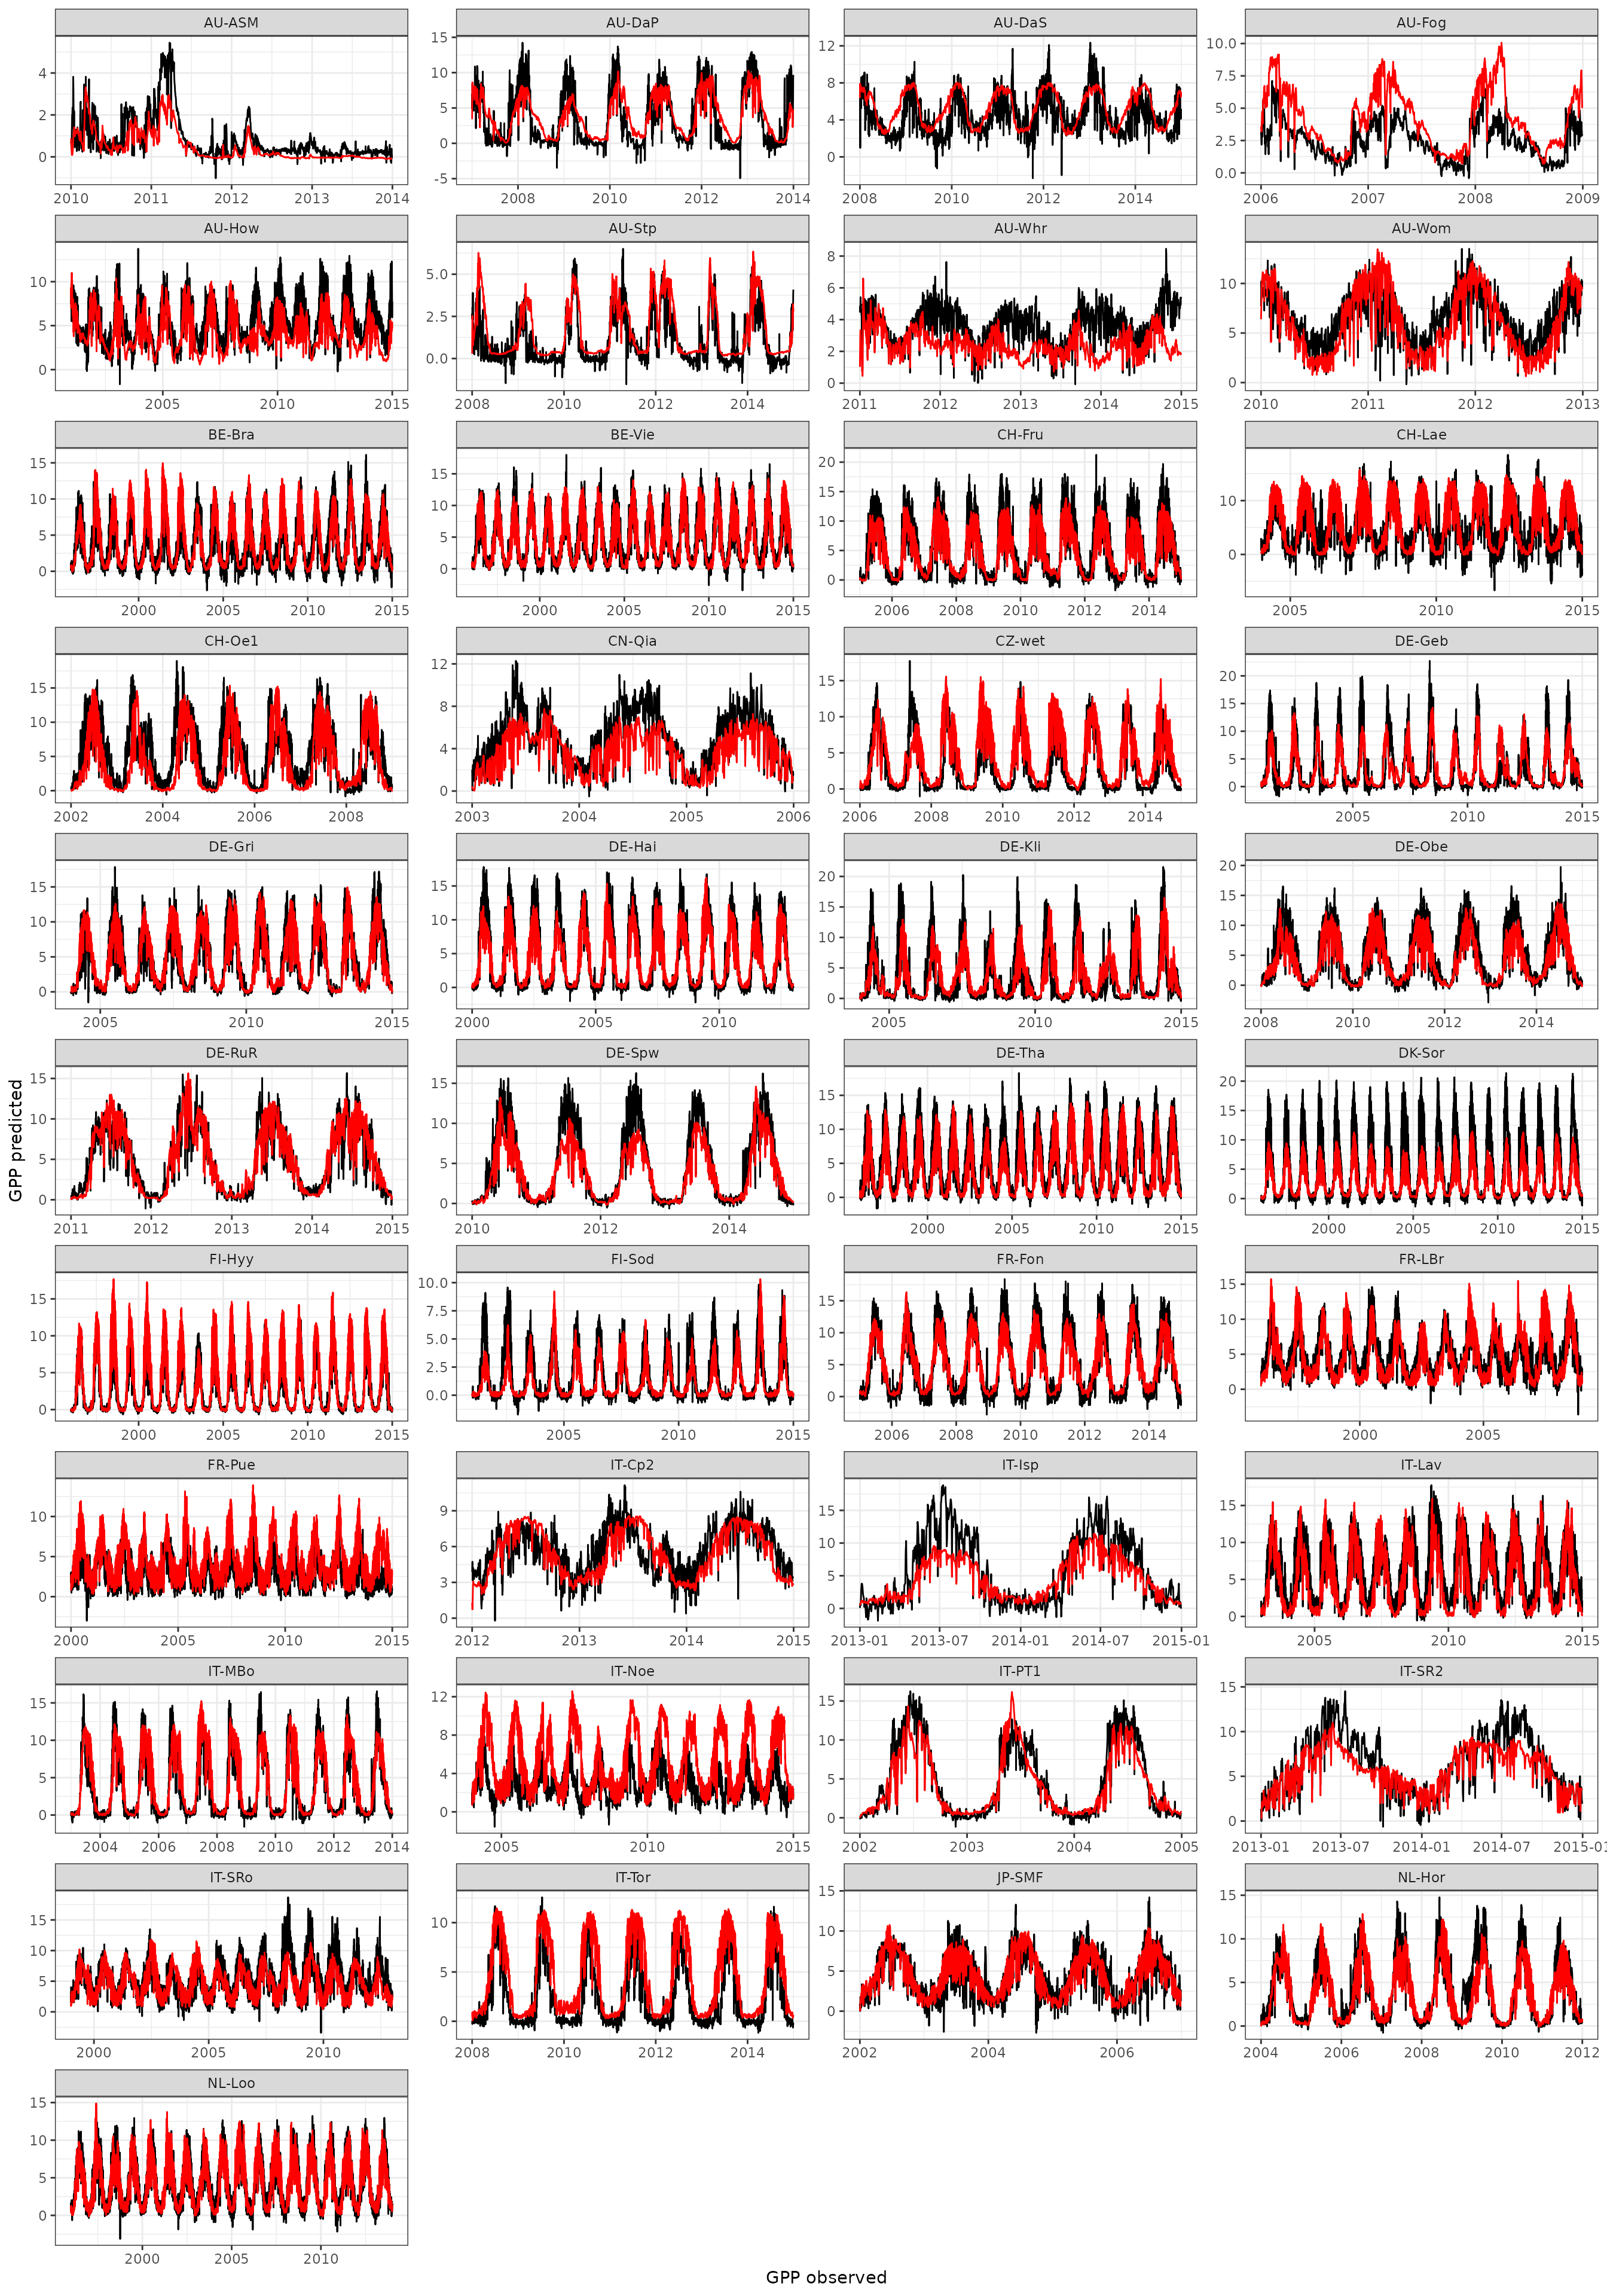 AU-ASM AU-DaP AU-DaS AU-Fog
4 2 0
15 10 5 0 -5
12 8 4 0
10.0 7.5 5.0 2.5 0.0
2010 2011 2012 2013 2014 2008 2010 2012 2014 2008 2010 2012 2014 2006 2007 2008 2009
AU-How AU-Stp AU-Whr AU-Wom
10 5 0
5.0 2.5 0.0
8 6 4 2 0
10 5 0
2005 2010 2015 2008 2010 2012 2014 2011 2012 2013 2014 2015 2010 2011 2012 2013
BE-Bra BE-Vie CH-Fru CH-Lae
15 10 5 0
15 10 5 0
20 15 10 5 0
10 0
2000 2005 2010 2015 2000 2005 2010 2015 2006 2008 2010 2012 2014 2005 2010 2015
CH-Oe1 CN-Qia CZ-wet DE-Geb
15 10 5 0
12 8 4 0
15 10 5 0
20 15 10 5 0
2002 2004 2006 2008 2003 2004 2005 2006 2006 2008 2010 2012 2014 2005 2010 2015
DE-Gri DE-Hai DE-Kli DE-Obe
15 10 5 0
15 10 5 0
20 15 10 5 0
20 15 10 5 0
2005 2010 2015 2000 2005 2010 2005 2010 2015 2008 2010 2012 2014
DE-RuR DE-Spw DE-Tha DK-Sor
15 10 5 0
15 10 5 0
15 10 5 0
20 15 10 5 0
2011 2012 2013 2014 2015 2010 2012 2014 2000 2005 2010 2015 2000 2005 2010 2015
GPP predicted
FI-Hyy FI-Sod FR-Fon FR-LBr
15 10 5 0
10.0 7.5 5.0 2.5 0.0
15 10 5 0
15 10 5 0
2000 2005 2010 2015 2005 2010 2015 2006 2008 2010 2012 2014 2000 2005
FR-Pue IT-Cp2 IT-Isp IT-Lav
10 5 0
9 6 3 0
15 10 5 0
15 10 5 0
2000 2005 2010 2015 2012 2013 2014 2015 2013-01 2013-07 2014-01 2014-07 2015-01 2005 2010 2015
IT-MBo IT-Noe IT-PT1 IT-SR2
15 10 5 0
12 8 4 0
15 10 5 0
15 10 5 0
2004 2006 2008 2010 2012 2014 2005 2010 2015 2002 2003 2004 2005 2013-01 2013-07 2014-01 2014-07 2015-01
IT-SRo IT-Tor JP-SMF NL-Hor
15 10 5 0
10 5 0
15 10 5 0
15 10 5 0
2000 2005 2010 2008 2010 2012 2014 2002 2004 2006 2004 2006 2008 2010 2012
NL-Loo
15 10 5 0
2000 2005 2010
GPP observed